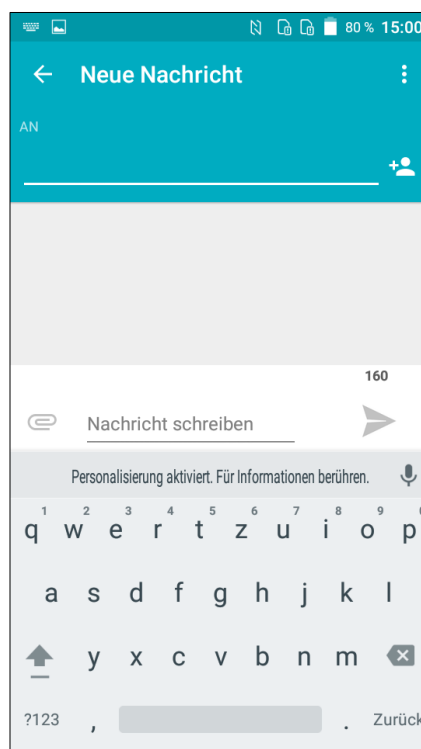 80 % 15:00
Neue Nachricht
AN
160
Nachricht schreiben
Personalisierung aktiviert. Für Informationen berühren.
1 2 3 4 5 6 7 8 9
q w e r t z u i o p
a s d f g h j k l
y x c v b n m
?123 , . Zurück